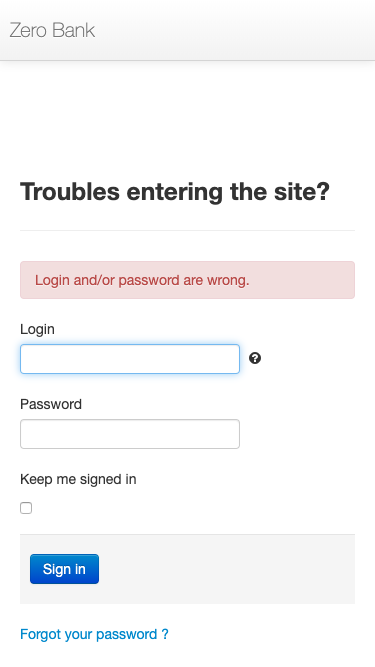 Zero Bank
Troubles entering the site?
Login and/or password are wrong.
Login
Password
Keep me signed in
Sign in
Forgot your password ?